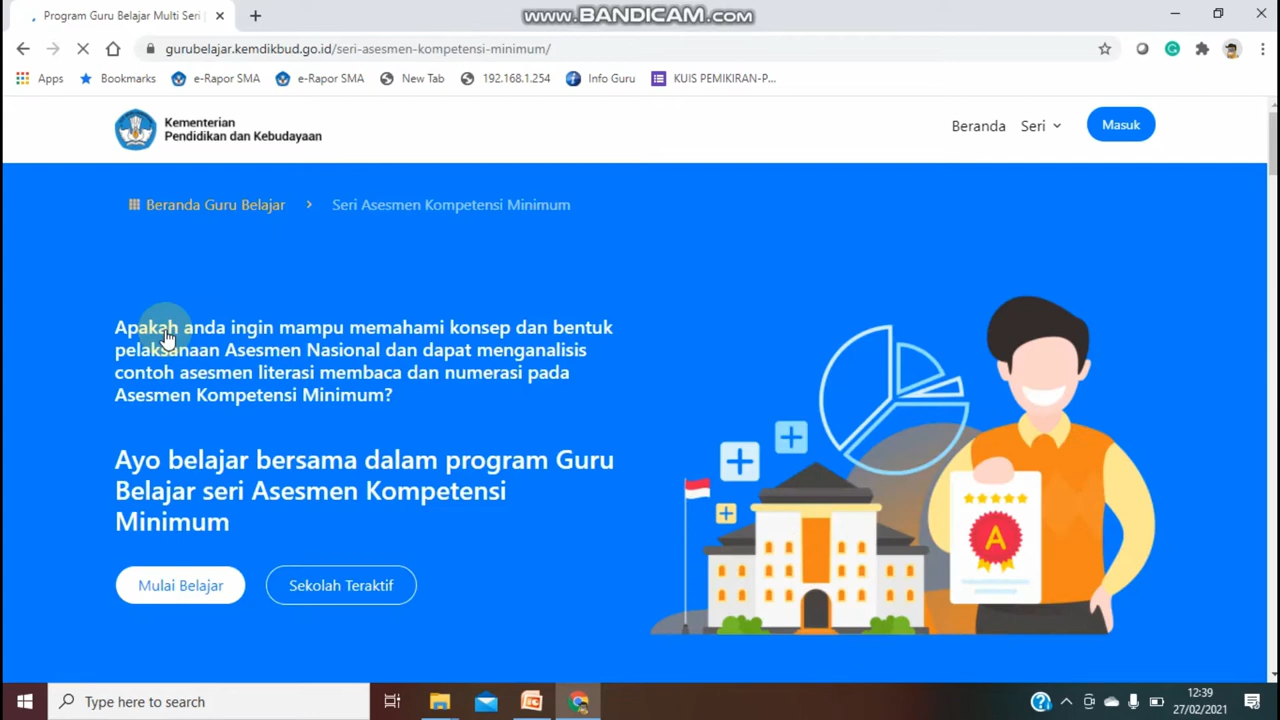 Program Guru Belajar Multi Seri
www.BANDICAM.com
gurubelajar.kemdikbud.go.id/seri-asesmen-kompetensi-minimum/
Apps
Bookmarks
e-Rapor SMA
e-Rapor SMA
New Tab
192.168.1.254
Info Guru
KUIS PEMIKIRAN-P...
Kementerian
Pendidikan dan Kebudayaan
Beranda
Seri
Masuk
Beranda Guru Belajar > Seri Asesmen Kompetensi Minimum
Apakah anda ingin mampu memahami konsep dan bentuk
pelaksanaan Asesmen Nasional dan dapat menganalisis
contoh asesmen literasi membaca dan numerasi pada
Asesmen Kompetensi Minimum?
Ayo belajar bersama dalam program Guru
Belajar seri Asesmen Kompetensi
Minimum
A
Mulai Belajar
Sekolah Teraktif
Type here to search
12:39
27/02/2021